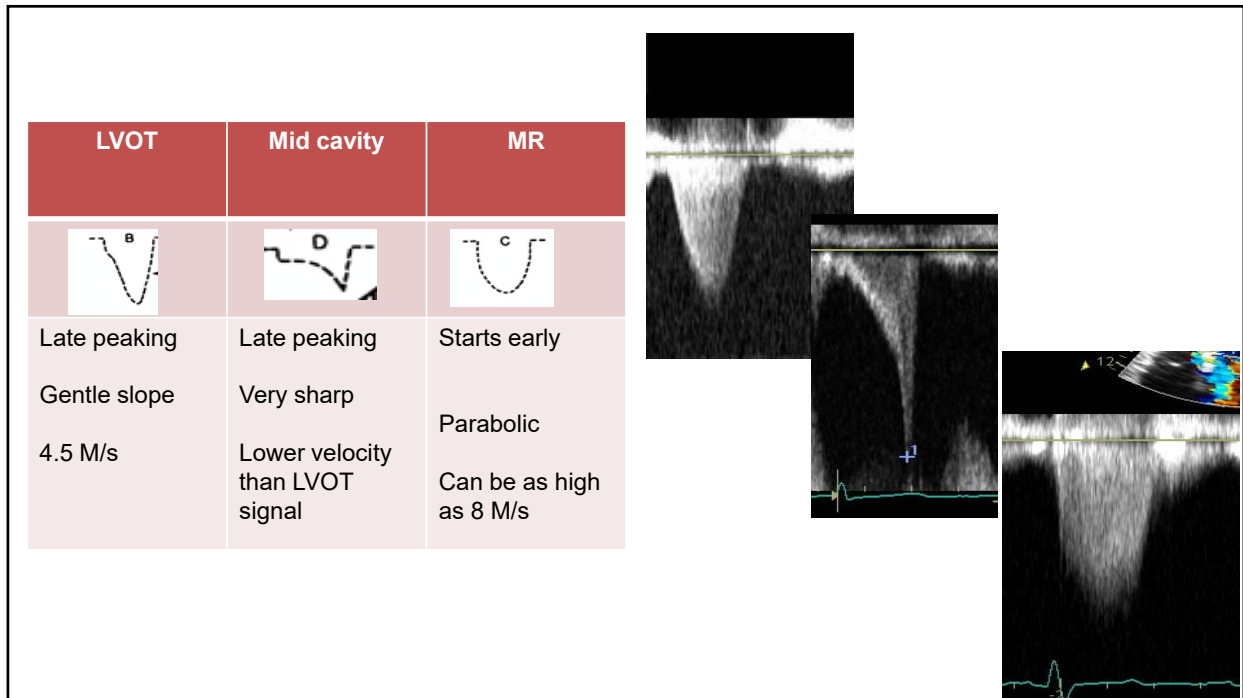 LVOT
Mid cavity
MR
B
D
C
Late peaking
Gentle slope
4.5 M/s
Late peaking
Very sharp
Lower velocity
than LVOT
signal
Starts early
Parabolic
Can be as high
as 8 M/s
1
12